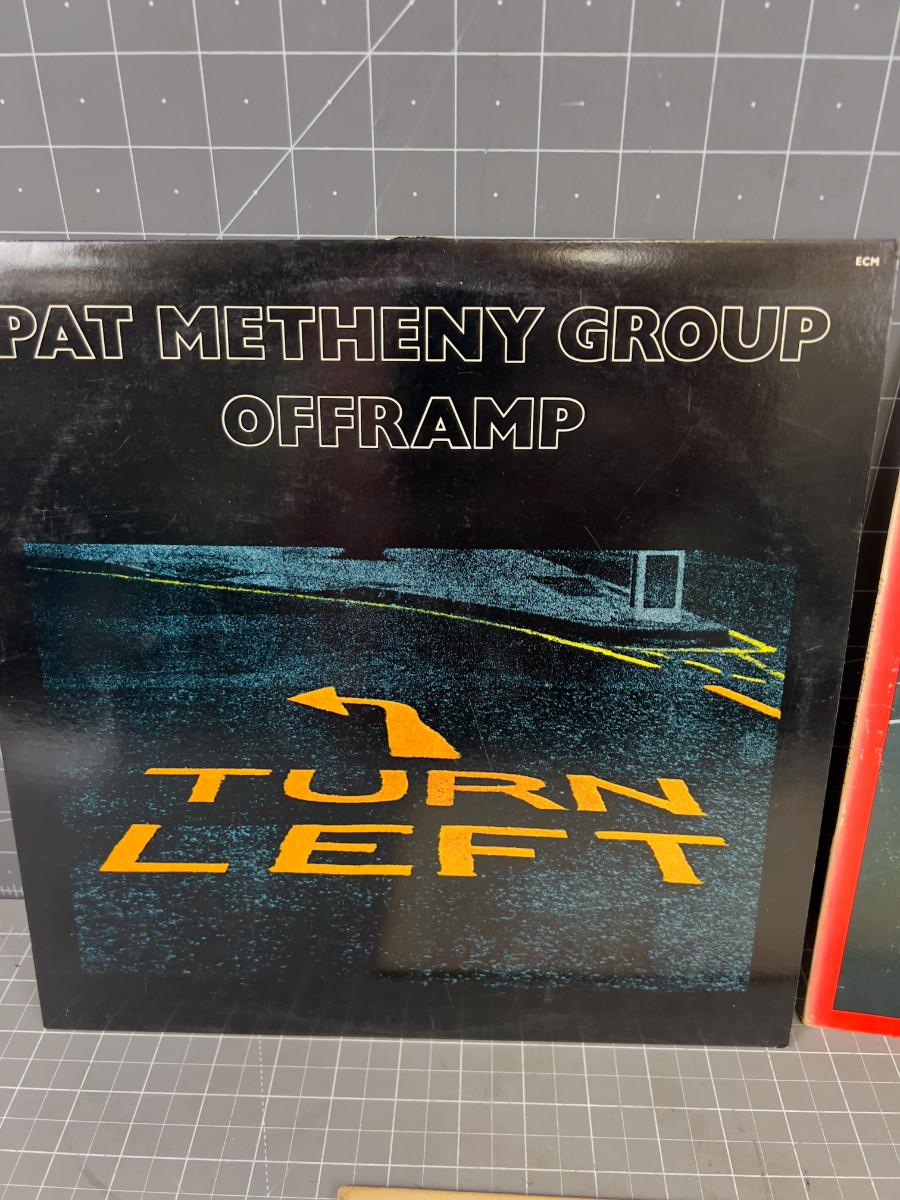 ECM
PAT METHENY GROUP
OFFRAMP
TURN
LEFT